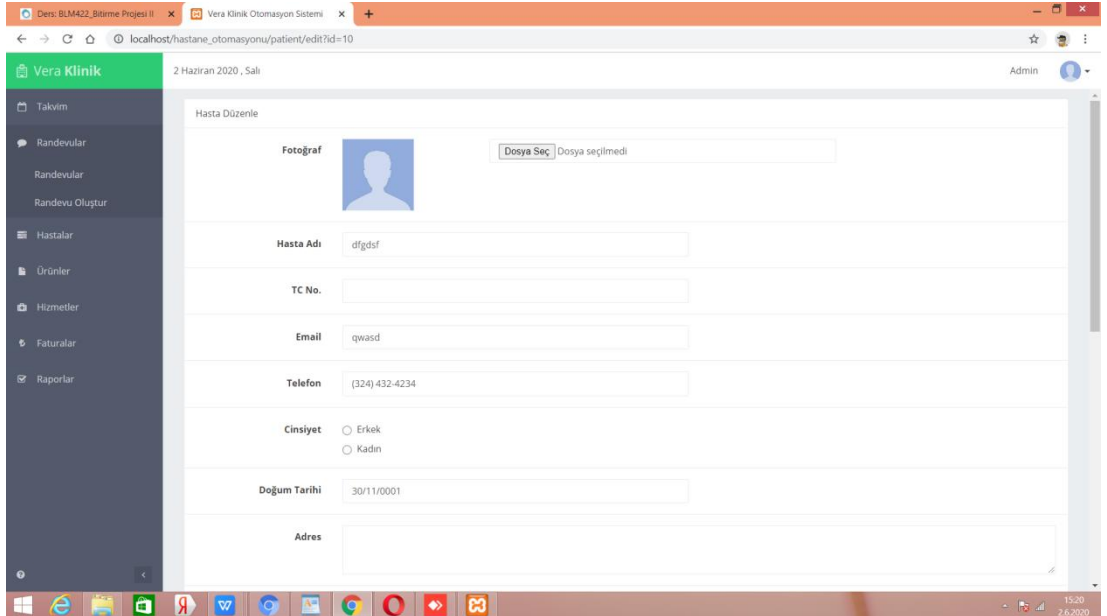 Ders: BLM422_Bitirme Projesi II
Vera Klinik Otomasyon Sistemi
localhost/hastane_otomasyonu/patient/edit?id=10
Vera Klinik
2 Haziran 2020 , Salı
Admin
Takvim
Randevular
Randevular
Randevu Oluştur
Hastalar
Ürünler
Hizmetler
Faturalar
Raporlar
Hasta Düzenle
Fotoğraf
Dosya Seç Dosya seçilmedi
Hasta Adı dfgdsf
TC No.
Email qwasd
Telefon (324) 432-4234
Cinsiyet Erkek
Kadın
Doğum Tarihi 30/11/0001
Adres
15:20
2.6.2020